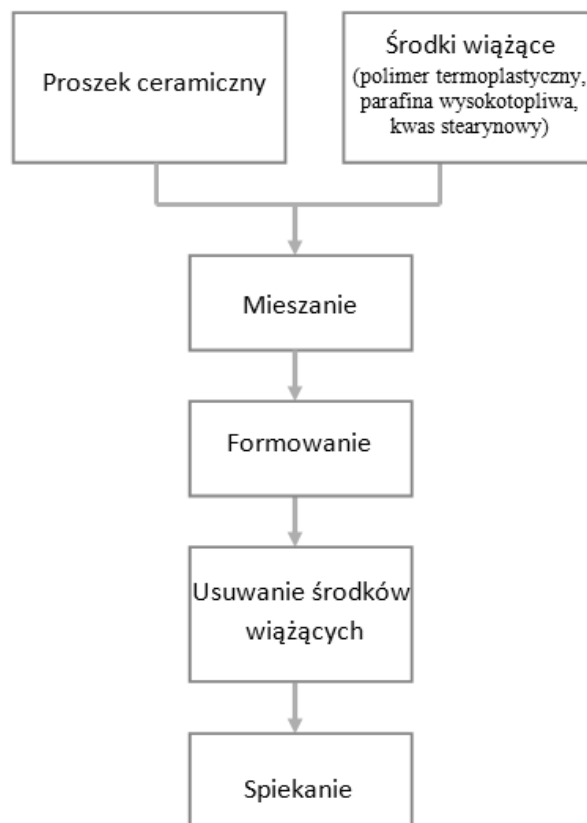 Proszek ceramiczny
Środki wiążące
(polimer termoplastyczny,
parafina wysokotopliwa,
kwas stearynowy)
Mieszanie
Formowanie
Usuwanie środków
wiążących
Spiekanie